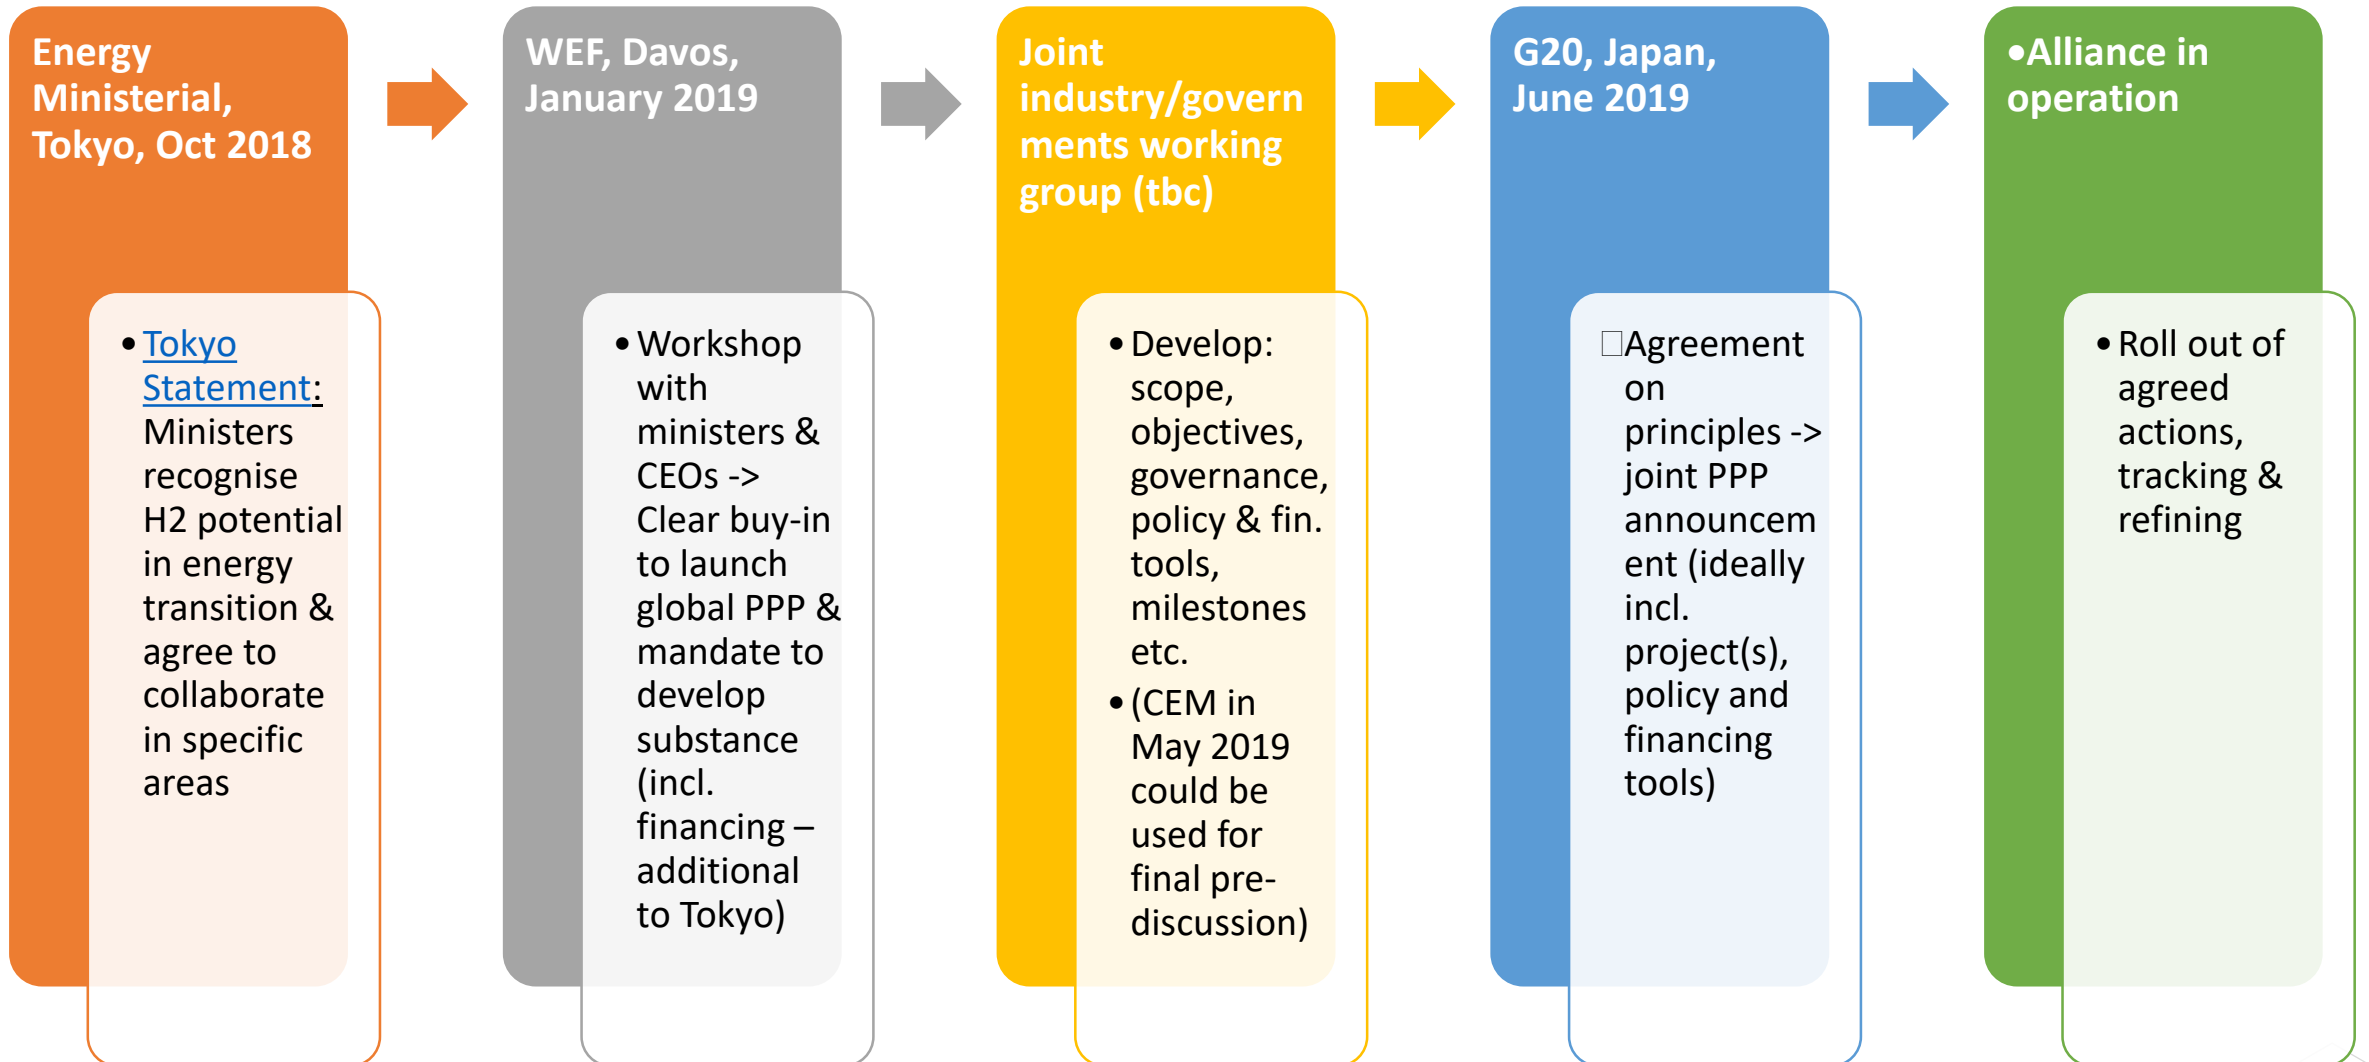 Energy
Ministerial,
Tokyo, Oct 2018
•Tokyo
Statement:
Ministers
recognise
H2 potential
in energy
transition &
agree to
collaborate
in specific
areas
WEF, Davos,
January 2019
•Workshop
with
ministers &
CEOs ->
Clear buy-in
to launch
global PPP &
mandate to
develop
substance
(incl.
financing –
additional
to Tokyo)
Joint
industry/govern
ments working
group (tbc)
•Develop:
scope,
objectives,
governance,
policy & fin.
tools,
milestones
etc.
•(CEM in
May 2019
could be
used for
final pre-
discussion)
G20, Japan,
June 2019
□Agreement
on
principles ->
joint PPP
announcem
ent (ideally
incl.
project(s),
policy and
financing
tools)
•Alliance in
operation
•Roll out of
agreed
actions,
tracking &
refining